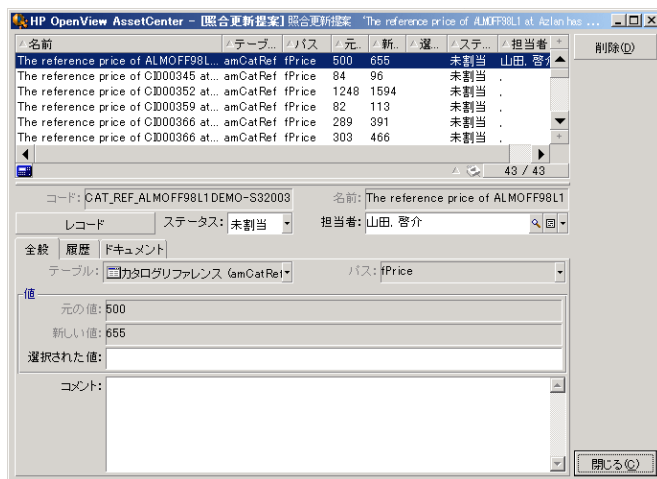 HP OpenView AssetCenter - [照合更新提案] 照合更新提案 'The reference price of ALMOFF98L1 at Azlan has ...
名前 テーブ... パス 元.. 新.. 選... ステ... 担当者
The reference price of ALMOFF98L... amCatRef fPrice 500 655 未割当 山田, 啓介
The reference price of CID000345 at... amCatRef fPrice 84 96 未割当 ,
The reference price of CID000352 at... amCatRef fPrice 1248 1594 未割当 ,
The reference price of CID000359 at... amCatRef fPrice 82 113 未割当 ,
The reference price of CID000366 at... amCatRef fPrice 289 391 未割当 ,
The reference price of CID000366 at... amCatRef fPrice 303 466 未割当 ,
43 / 43
削除(D)
コード: CAT_REF_ALMOFF98L1DEMO-S32003 名前: The reference price of ALMOFF98L1
レコード ステータス: 未割当 担当者: 山田, 啓介
全般 履歴 ドキュメント
テーブル: カタログリファレンス (amCatRef パス: fPrice
値
元の値: 500
新しい値: 655
選択された値:
コメント:
閉じる(C)